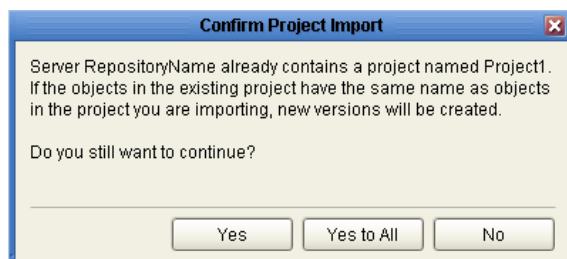 Confirm Project Import
Server RepositoryName already contains a project named Project1.
If the objects in the existing project have the same name as objects
in the project you are importing, new versions will be created.
Do you still want to continue?
Yes
Yes to All
No